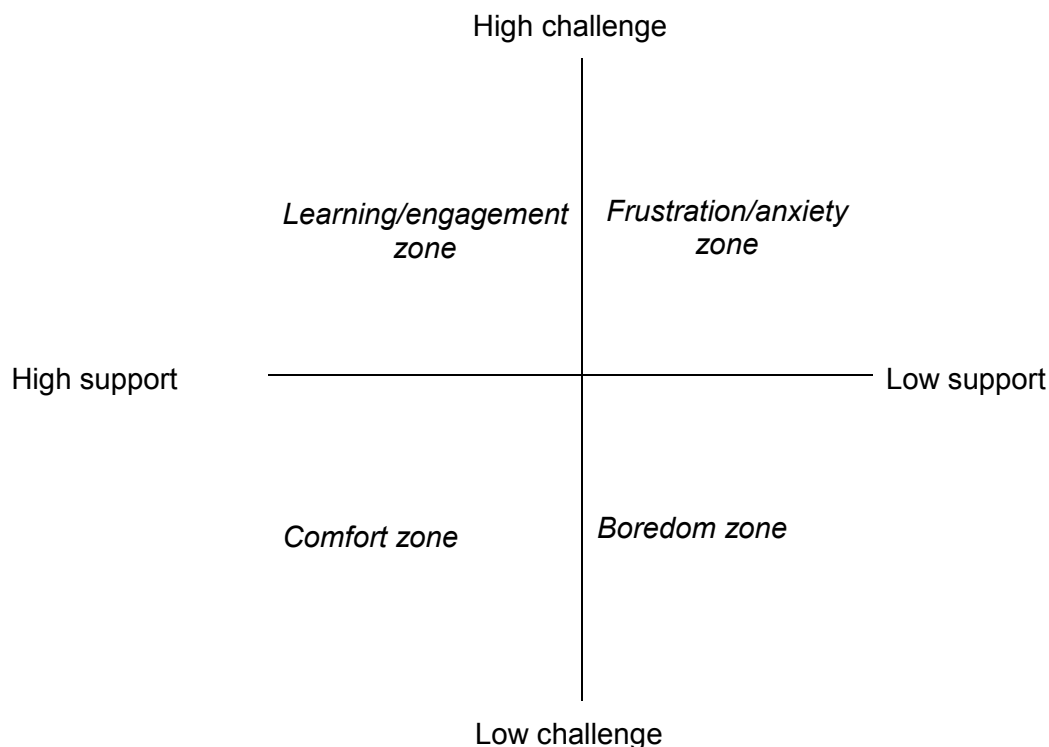 High challenge
Learning/engagement
zone
Frustration/anxiety
zone
High support
Low support
Comfort zone
Boredom zone
Low challenge